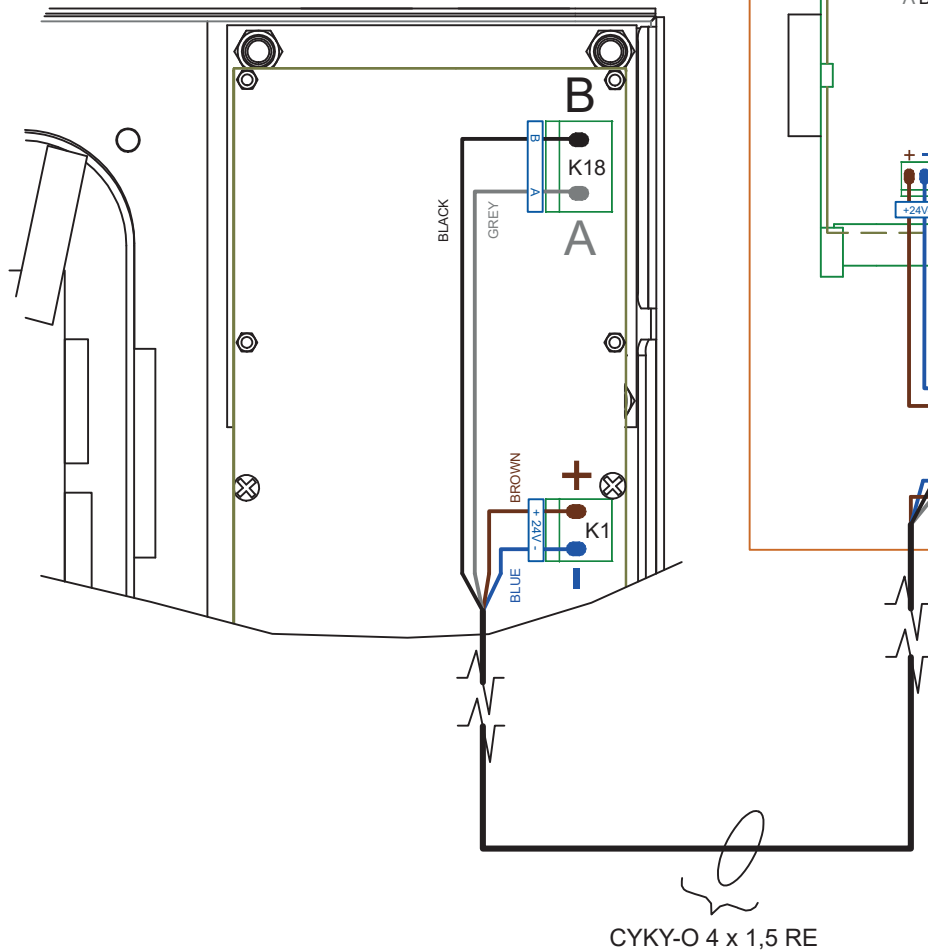 B
B
K18
A
A
BLACK
GREY
BROWN
+
+ 24V -
K1
BLUE
-
+ -
+24V
CYKY-O 4 x 1,5 RE